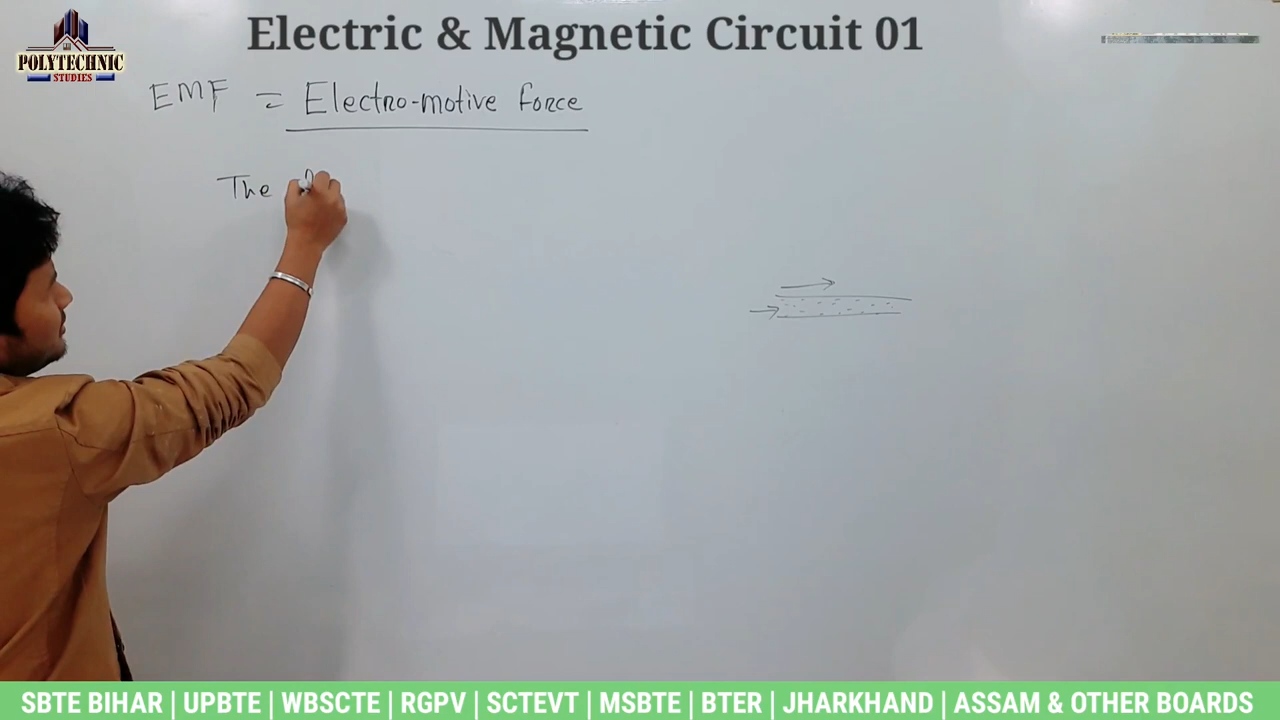 Electric & Magnetic Circuit 01
POLYTECHNIC
STUDIES
EMF = Electro-motive force
The
SBTE BIHAR | UPBTE | WBSCTE | RGPV | SCTEVT | MSBTE | BTER | JHARKHAND | ASSAM & OTHER BOARDS